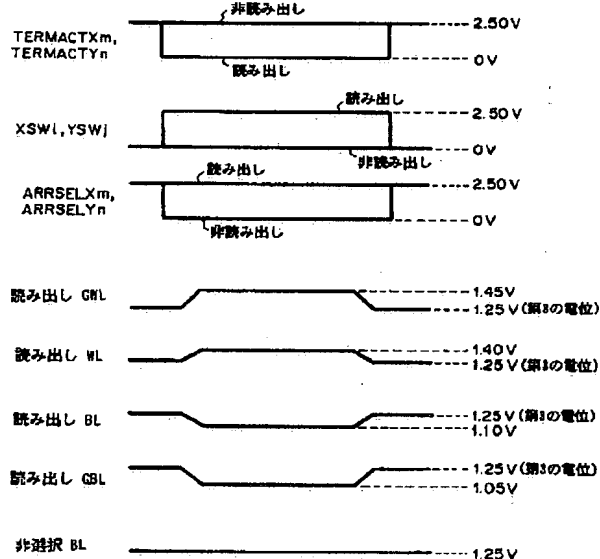 非読み出し
TERMACTXm,
TERMACTYn
2.50V
0V
読み出し
読み出し
XSWi,YSWj
2.50V
0V
非読み出し
読み出し
ARRSELXm,
ARRSELYn
2.50V
0V
非読み出し
読み出し GWL
1.45V
1.25V(第3の電位)
読み出し WL
1.40V
1.25V(第3の電位)
読み出し BL
1.25V(第3の電位)
1.10V
読み出し GBL
1.25V(第3の電位)
1.05V
非選択 BL
1.25V